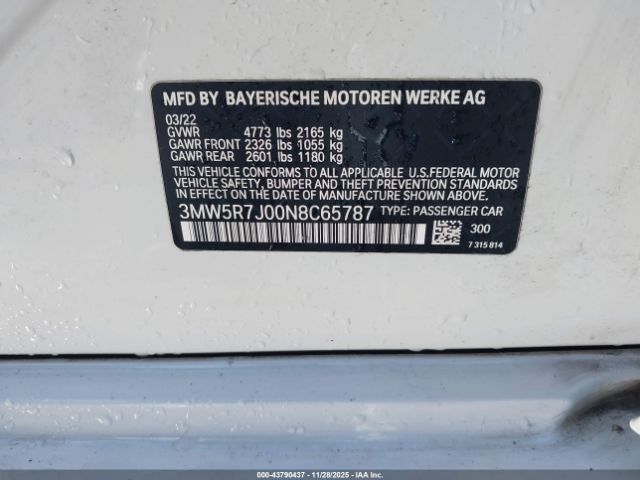 MFD BY BAYERISCHE MOTOREN WERKE AG
03/22
GVWR 4773 lbs 2165 kg
GAWR FRONT 2326 lbs 1055 kg
GAWR REAR 2601 lbs 1180 kg
THIS VEHICLE CONFORMS TO ALL APPLICABLE U.S.FEDERAL MOTOR
VEHICLE SAFETY, BUMPER, AND THEFT PREVENTION STANDARDS IN
EFFECT ON THE DATE OF MANUFACTURE SHOWN ABOVE.
3MW5R7J00N8C65787 TYPE: PASSENGER CAR
300
7 315 814
000-43790437 - 11/28/2025 - IAAI.COM